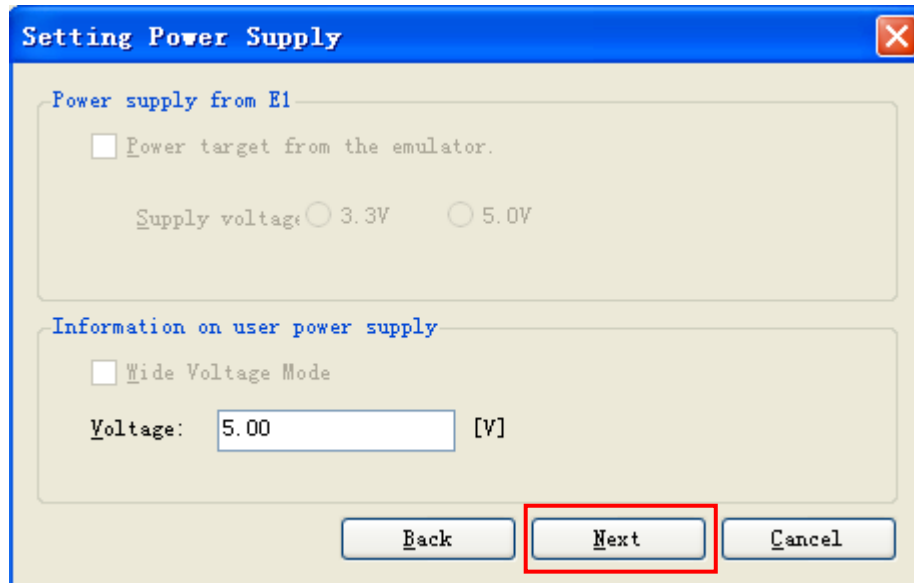 Setting Power Supply
Power supply from E1
Power target from the emulator.
Supply voltage 3.3V 5.0V
Information on user power supply
Wide Voltage Mode
Voltage: 5.00 [V]
Back Next Cancel